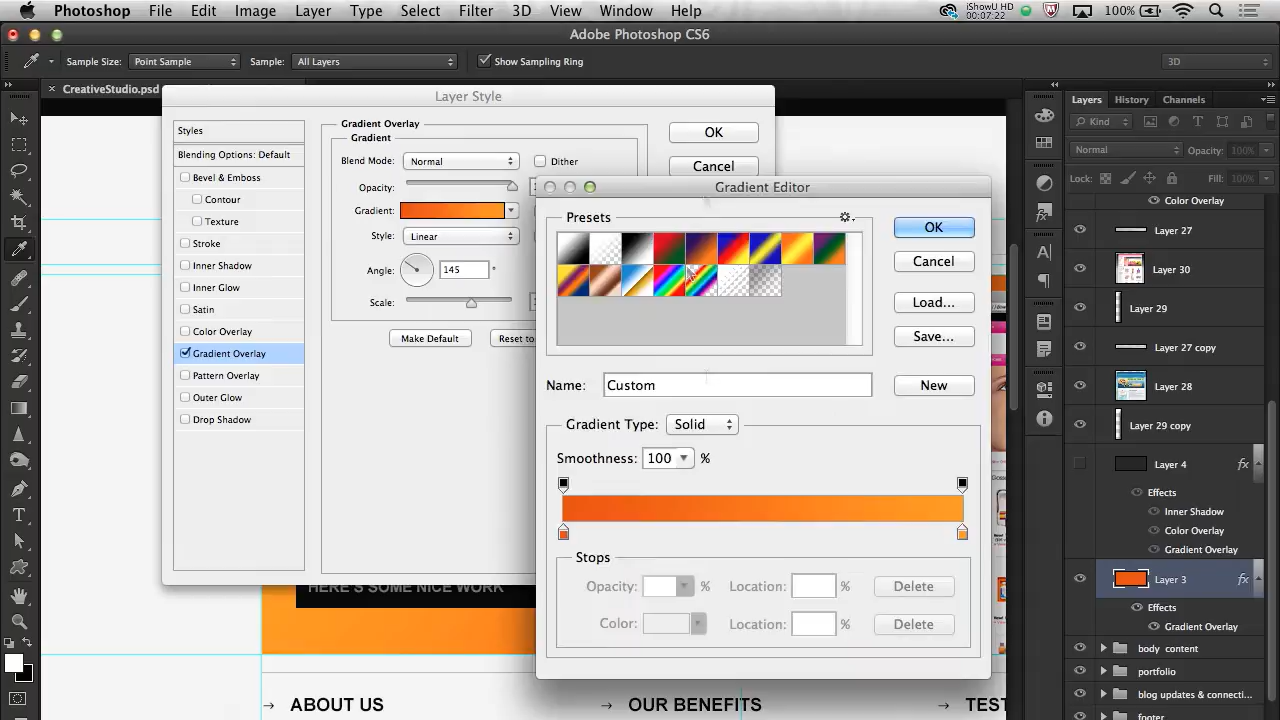 Photoshop File Edit Image Layer Type Select Filter 3D View Window Help iShowU HD 00:07:22 100%
Adobe Photoshop CS6
Sample Size: Point Sample Sample: All Layers Show Sampling Ring 3D
CreativeStudio.psd
Layer Style
Styles
Blending Options: Default
Bevel & Emboss
Contour
Texture
Stroke
Inner Shadow
Inner Glow
Satin
Color Overlay
Gradient Overlay
Pattern Overlay
Outer Glow
Drop Shadow
Gradient Overlay
Gradient
Blend Mode: Normal Dither
Opacity:
Gradient:
Style: Linear
Angle: 145 °
Scale:
Make Default Reset to
OK
Cancel
Gradient Editor
Presets
OK
Cancel
Load...
Save...
Name: Custom New
Gradient Type: Solid
Smoothness: 100 %
Stops
Opacity: % Location: % Delete
Color: Location: % Delete
HERE'S SOME NICE WORK
→ ABOUT US → OUR BENEFITS → TEST
Layers History Channels
Kind
Normal Opacity: 100%
Lock: Fill: 100%
Color Overlay
Layer 27
Layer 30
Layer 29
Layer 27 copy
Layer 28
Layer 29 copy
Layer 4 fx
Effects
Inner Shadow
Color Overlay
Gradient Overlay
Layer 3 fx
Effects
Gradient Overlay
body content
portfolio
blog updates & connecti...
footer